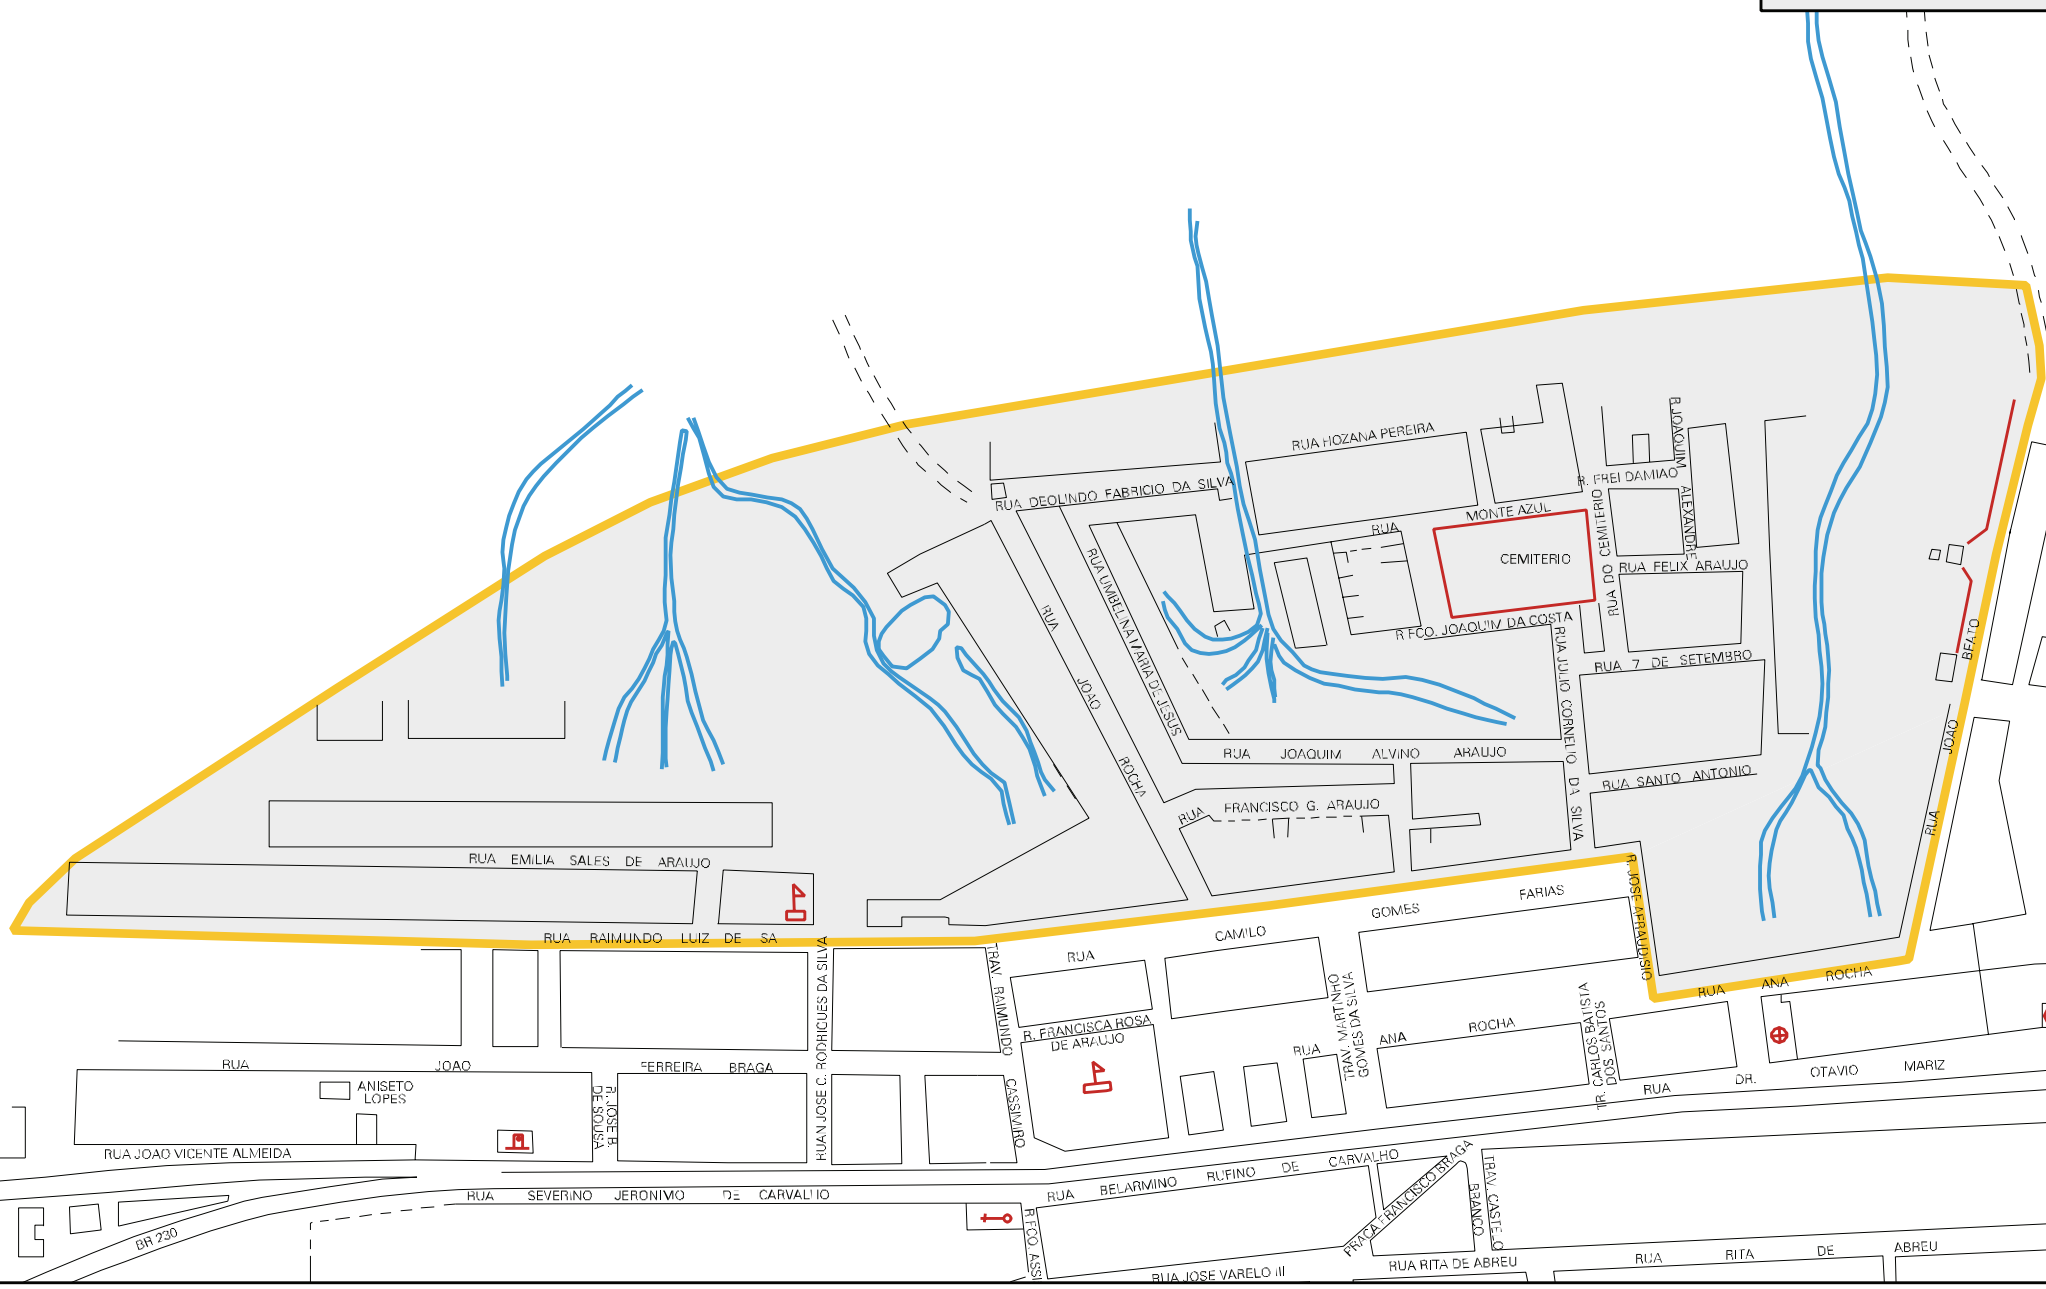 RUA HOZANA PEREIRA
R.JOAQUIM ALEXANDRE
R. FREI DAMIAO
RUA DEOLINDO FABRICIO DA SILVA
RUA MONTE AZUL
CEMITERIO
RUA DO CEMITERIO
RUA FELIX ARAUJO
R FCO. JOAQUIM DA COSTA
RUA UMBELINA MARIA DE JESUS
RUA JOAO ROCHA
RUA JULIO CORNELIO DA SILVA
RUA 7 DE SETEMBRO
RUA JOAO BEATO
RUA JOAQUIM ALVINO ARAUJO
RUA SANTO ANTONIO
RUA FRANCISCO G. ARAUJO
RUA EMILIA SALES DE ARAUJO
R. JOSE AFRAUDISIO
RUA CAMILO GOMES FARIAS
RUA RAIMUNDO LUIZ DE SA
RUAN JOSE C. RODRIGUES DA SILVA
TRAV. RAIMUNDO CASSIMIRO
RUA ANA ROCHA
TRAV. MARTINHO
GOMES DA SILVA
TR. CARLOS BATISTA
DOS SANTOS
R. FRANCISCA ROSA
DE ARAUJO
RUA ANA ROCHA
RUA JOAO FERREIRA BRAGA
ANISETO
LOPES
R. JOSE B.
DE SOUSA
RUA DR. OTAVIO MARIZ
RUA JOAO VICENTE ALMEIDA
RUA BELARMINO RUFINO DE CARVALHO
RUA SEVERINO JERONIMO DE CARVALHO
PRACA FRANCISCO BRAGA
TRAV. CASTELO
BRANCO
BR 230
R FCO. ASSI
RUA JOSE VARELO III
RUA RITA DE ABREU
RUA RITA DE ABREU